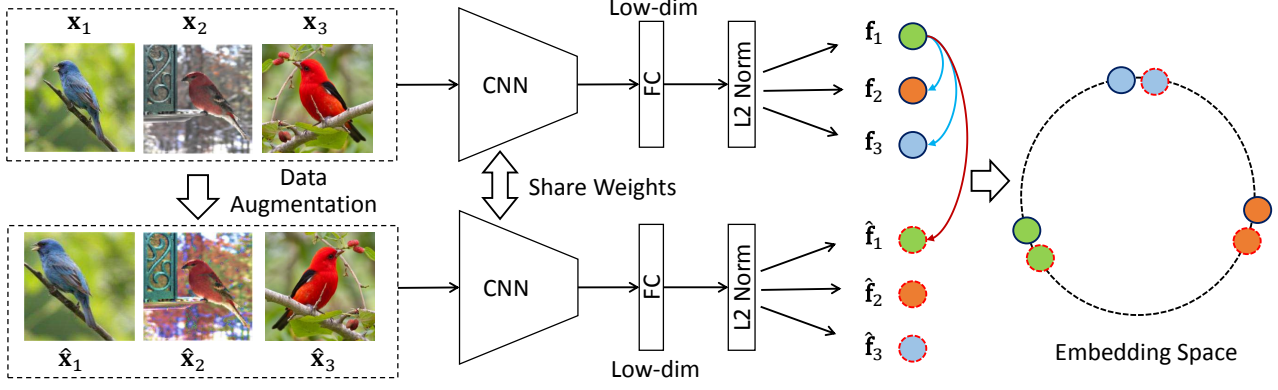 Low-dim
𝐱₁ 𝐱₂ 𝐱₃
CNN
FC
L2 Norm
𝐟₁
𝐟₂
𝐟₃
Data
Augmentation
Share Weights
CNN
FC
L2 Norm
𝐟̂₁
𝐟̂₂
𝐟̂₃
𝐱̂₁ 𝐱̂₂ 𝐱̂₃
Low-dim
Embedding Space